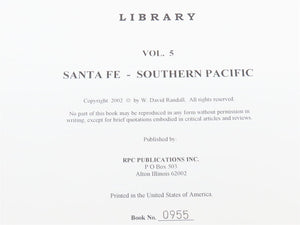 LIBRARY
VOL. 5
SANTA FE - SOUTHERN PACIFIC
Copyright 2002 © by W. David Randall. All rights reserved.
No part of this book may be reproduced in any form without permission in
writing, except for brief quotations embodied in critical articles and reviews.
Published by:
RPC PUBLICATIONS INC.
P O Box 503
Alton Illinois 62002
Printed in the United States of America.
Book No. 0955